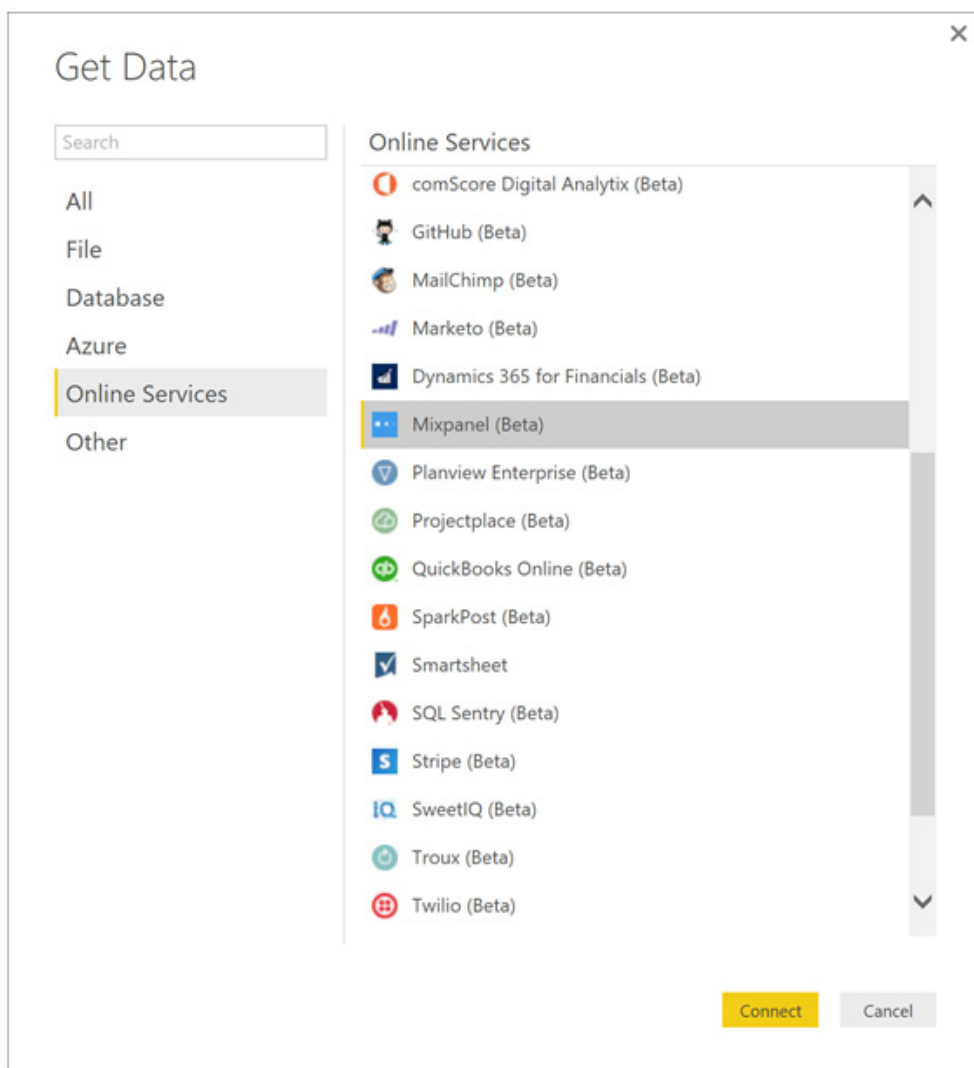 Get Data
Search
All
File
Database
Azure
Online Services
Other
Online Services
comScore Digital Analytix (Beta)
GitHub (Beta)
MailChimp (Beta)
Marketo (Beta)
Dynamics 365 for Financials (Beta)
Mixpanel (Beta)
Planview Enterprise (Beta)
Projectplace (Beta)
QuickBooks Online (Beta)
SparkPost (Beta)
Smartsheet
SQL Sentry (Beta)
Stripe (Beta)
SweetIQ (Beta)
Troux (Beta)
Twilio (Beta)
Connect
Cancel